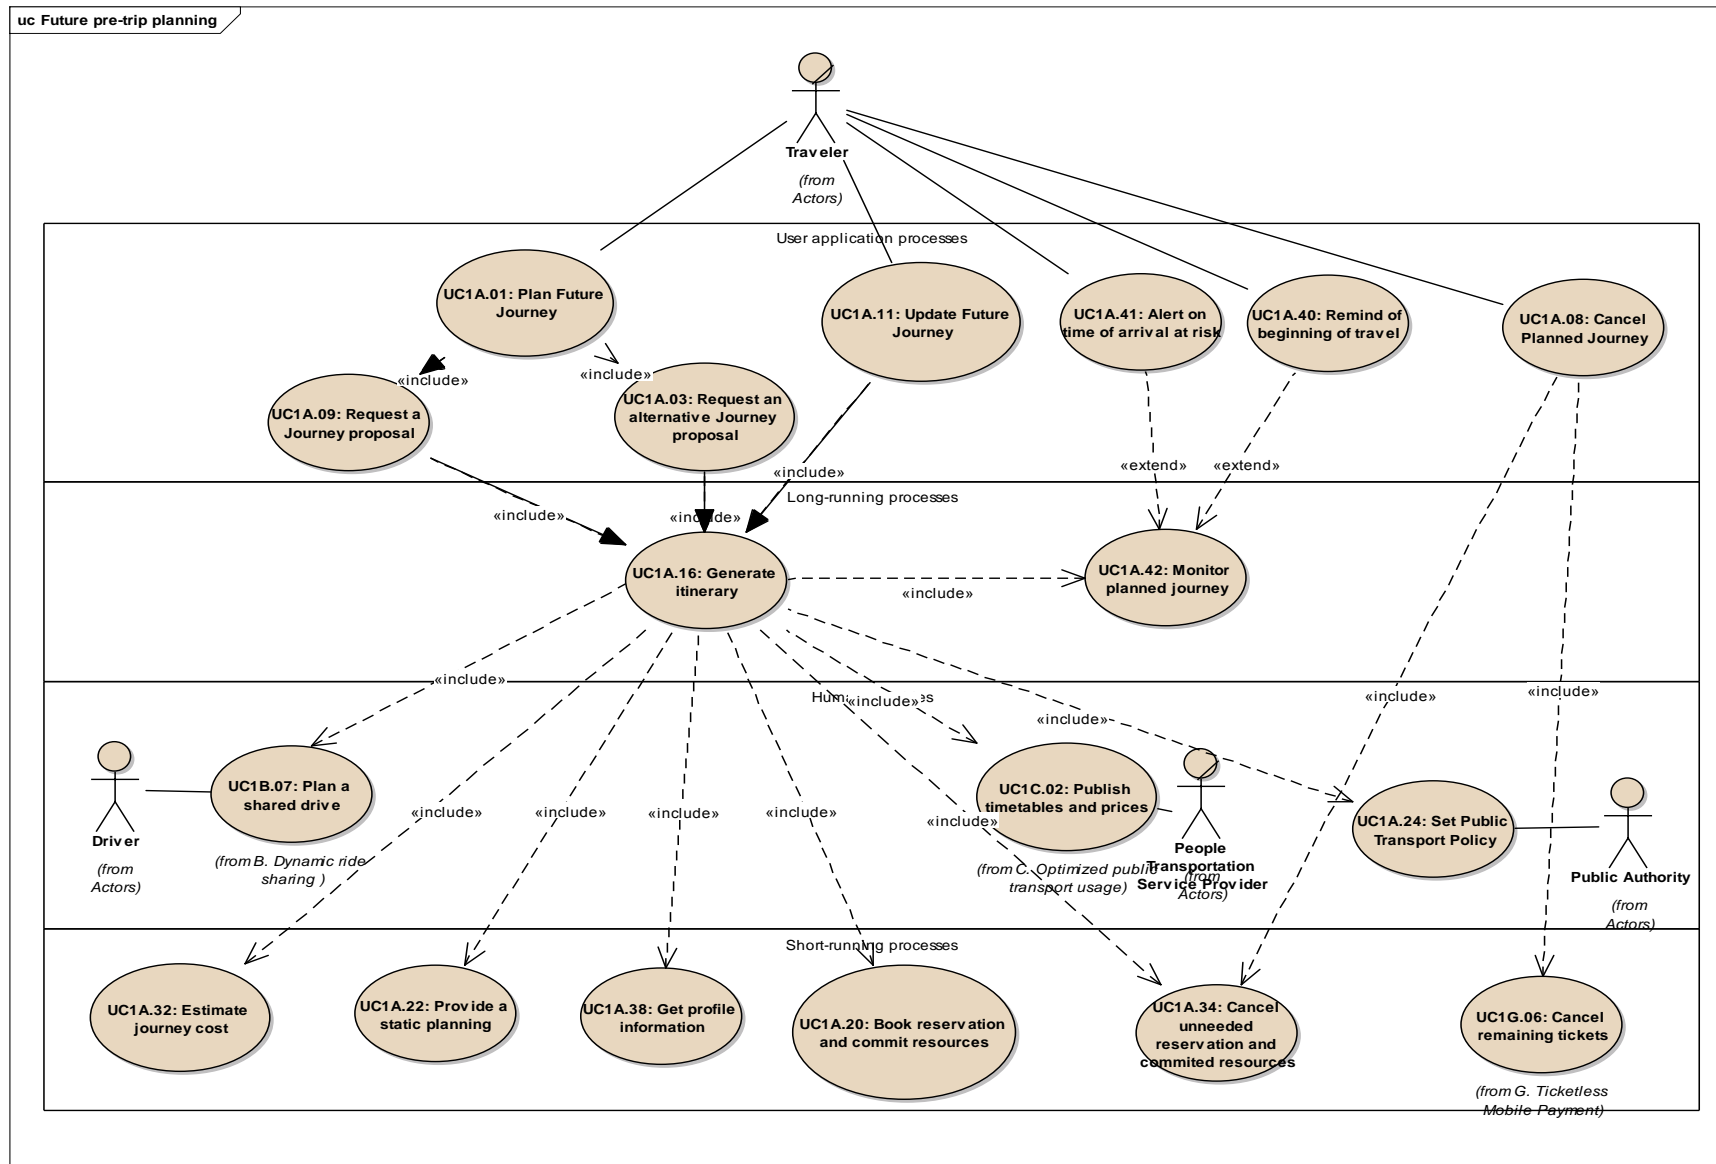 uc Future pre-trip planning
Traveler
(from
Actors)
User application processes
UC1A.01: Plan Future
Journey
UC1A.11: Update Future
Journey
UC1A.41: Alert on
time of arrival at risk
UC1A.40: Remind of
beginning of travel
UC1A.08: Cancel
Planned Journey
«include»
«include»
UC1A.09: Request a
Journey proposal
UC1A.03: Request an
alternative Journey
proposal
«include»
«extend»
«extend»
Long-running processes
«include»
«include»
UC1A.16: Generate
itinerary
UC1A.42: Monitor
planned journey
«include»
«include»
«include»
«include»
«include»
«include»
Driver
(from
Actors)
UC1B.07: Plan a
shared drive
(from B. Dynamic ride
sharing )
«include»
«include»
«include»
«include»
«include»
UC1C.02: Publish
timetables and prices
(from C. Optimized public
transport usage)
People
Transportation
Service Provider
(from
Actors)
UC1A.24: Set Public
Transport Policy
Public Authority
(from
Actors)
Short-running processes
UC1A.32: Estimate
journey cost
UC1A.22: Provide a
static planning
UC1A.38: Get profile
information
UC1A.20: Book reservation
and commit resources
UC1A.34: Cancel
unneeded
reservation and
commited resources
UC1G.06: Cancel
remaining tickets
(from G. Ticketless
Mobile Payment)